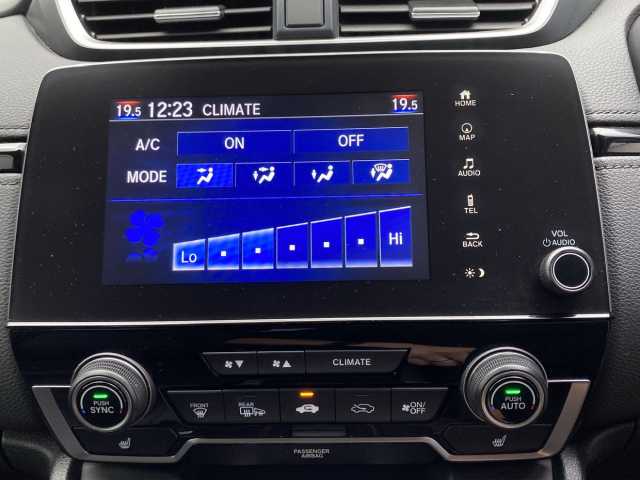 19.5 12:23 CLIMATE 19.5
A/C ON OFF
MODE
Lo Hi
HOME
MAP
AUDIO
TEL
BACK
VOL
AUDIO
CLIMATE
PUSH
SYNC
FRONT
REAR
ON/
OFF
PUSH
AUTO
PASSENGER
AIRBAG